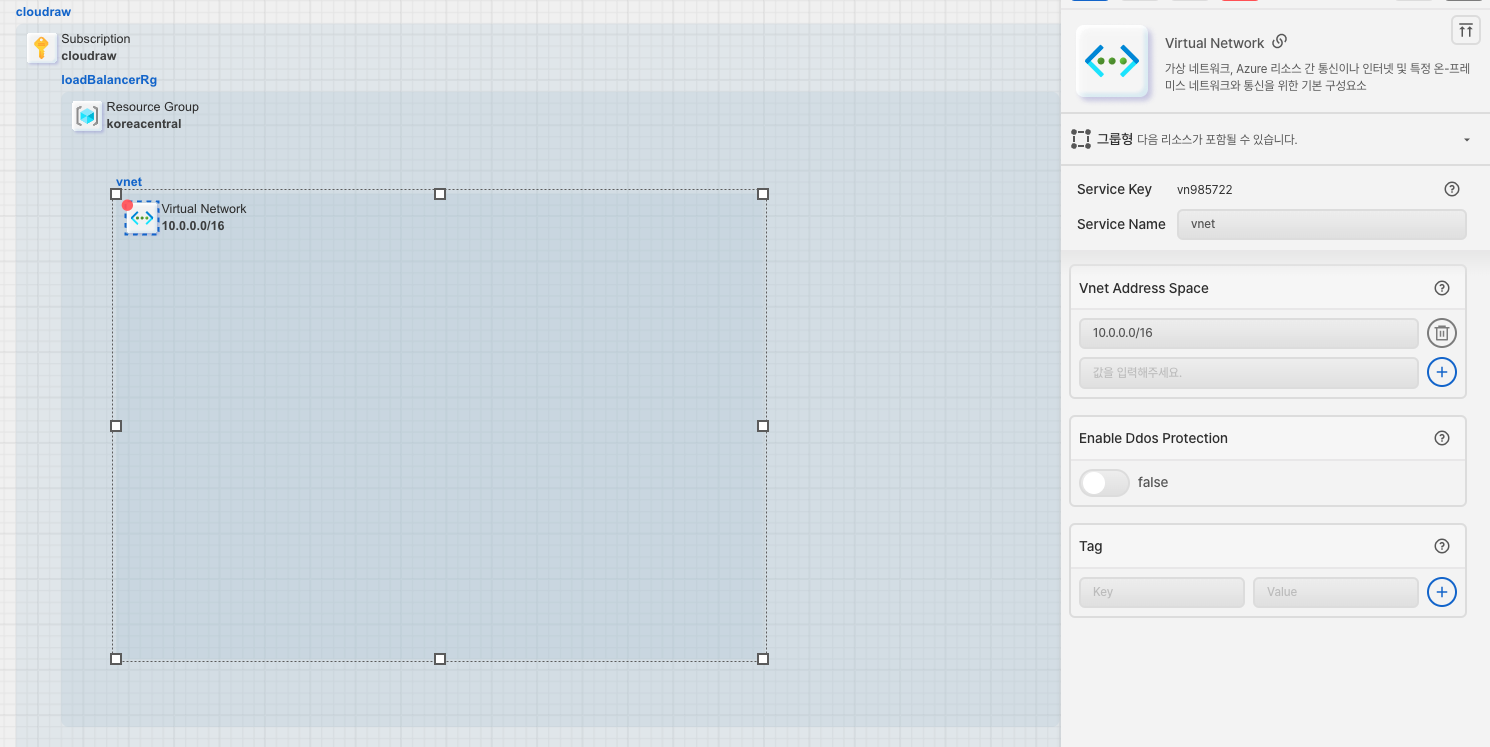 cloudraw
Subscription
cloudraw
loadBalancerRg
Resource Group
koreacentral
vnet
Virtual Network
10.0.0.0/16
Virtual Network
가상 네트워크, Azure 리소스 간 통신이나 인터넷 및 특정 온-프레
미스 네트워크와 통신을 위한 기본 구성요소
그룹형 다음 리소스가 포함될 수 있습니다.
Service Key vn985722
Service Name vnet
Vnet Address Space
10.0.0.0/16
값을 입력해주세요.
Enable Ddos Protection
false
Tag
Key Value